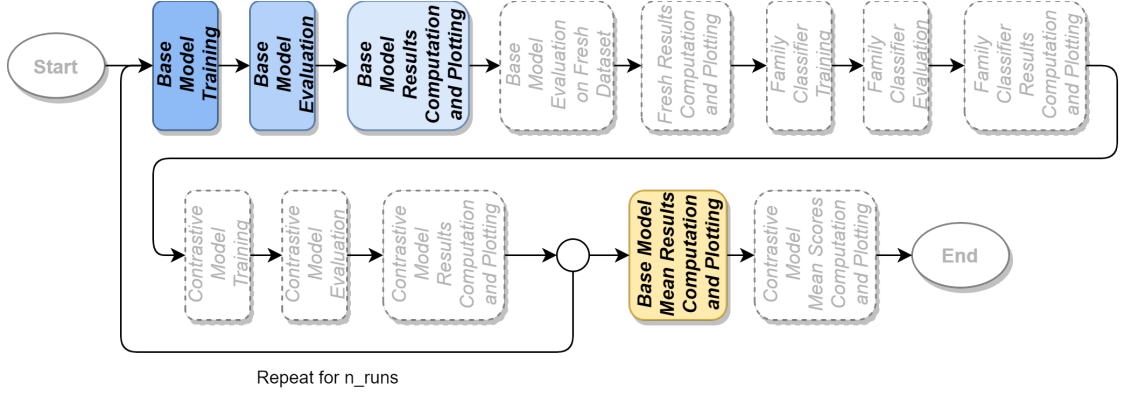 Start
Base
Model
Training
Base
Model
Evaluation
Base
Model
Results
Computation
and Plotting
Base
Model
Evaluation
on Fresh
Dataset
Fresh Results
Computation
and Plotting
Family
Classifier
Training
Family
Classifier
Evaluation
Family
Classifier
Results
Computation
and Plotting
Contrastive
Model
Training
Contrastive
Model
Evaluation
Contrastive
Model
Results
Computation
and Plotting
Base Model
Mean Results
Computation
and Plotting
Contrastive
Model
Mean Scores
Computation
and Plotting
End
Repeat for n_runs